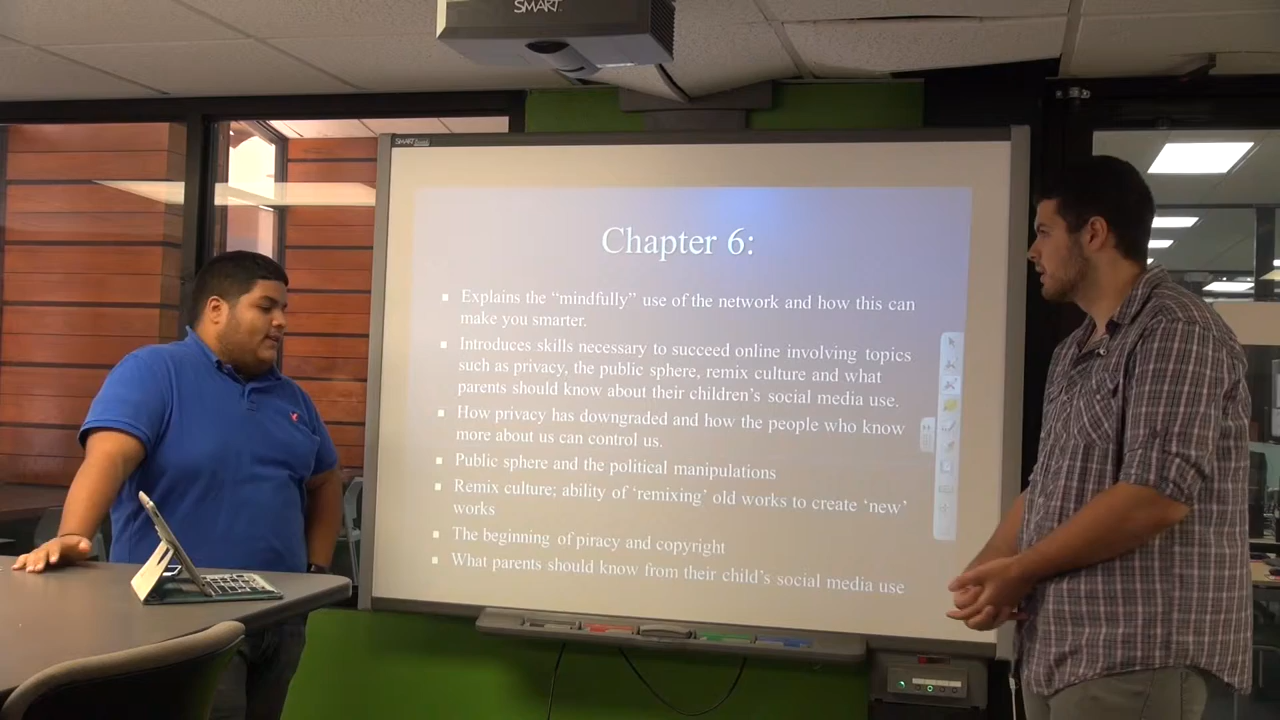 SMART
SMART Board
Chapter 6:
Explains the “mindfully” use of the network and how this can
make you smarter.
Introduces skills necessary to succeed online involving topics
such as privacy, the public sphere, remix culture and what
parents should know about their children’s social media use.
How privacy has downgraded and how the people who know
more about us can control us.
Public sphere and the political manipulations
Remix culture; ability of ‘remixing’ old works to create ‘new’
works
The beginning of piracy and copyright
What parents should know from their child’s social media use